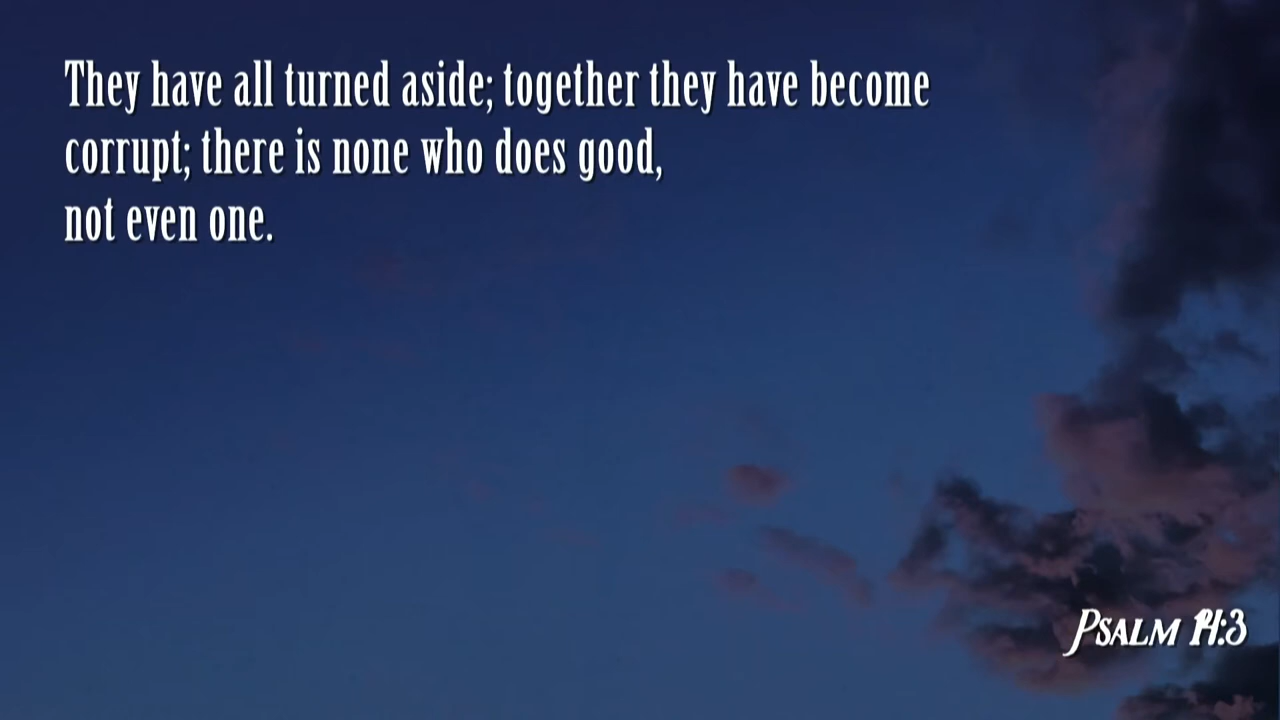 They have all turned aside; together they have become
corrupt; there is none who does good,
not even one.
Psalm 14:3